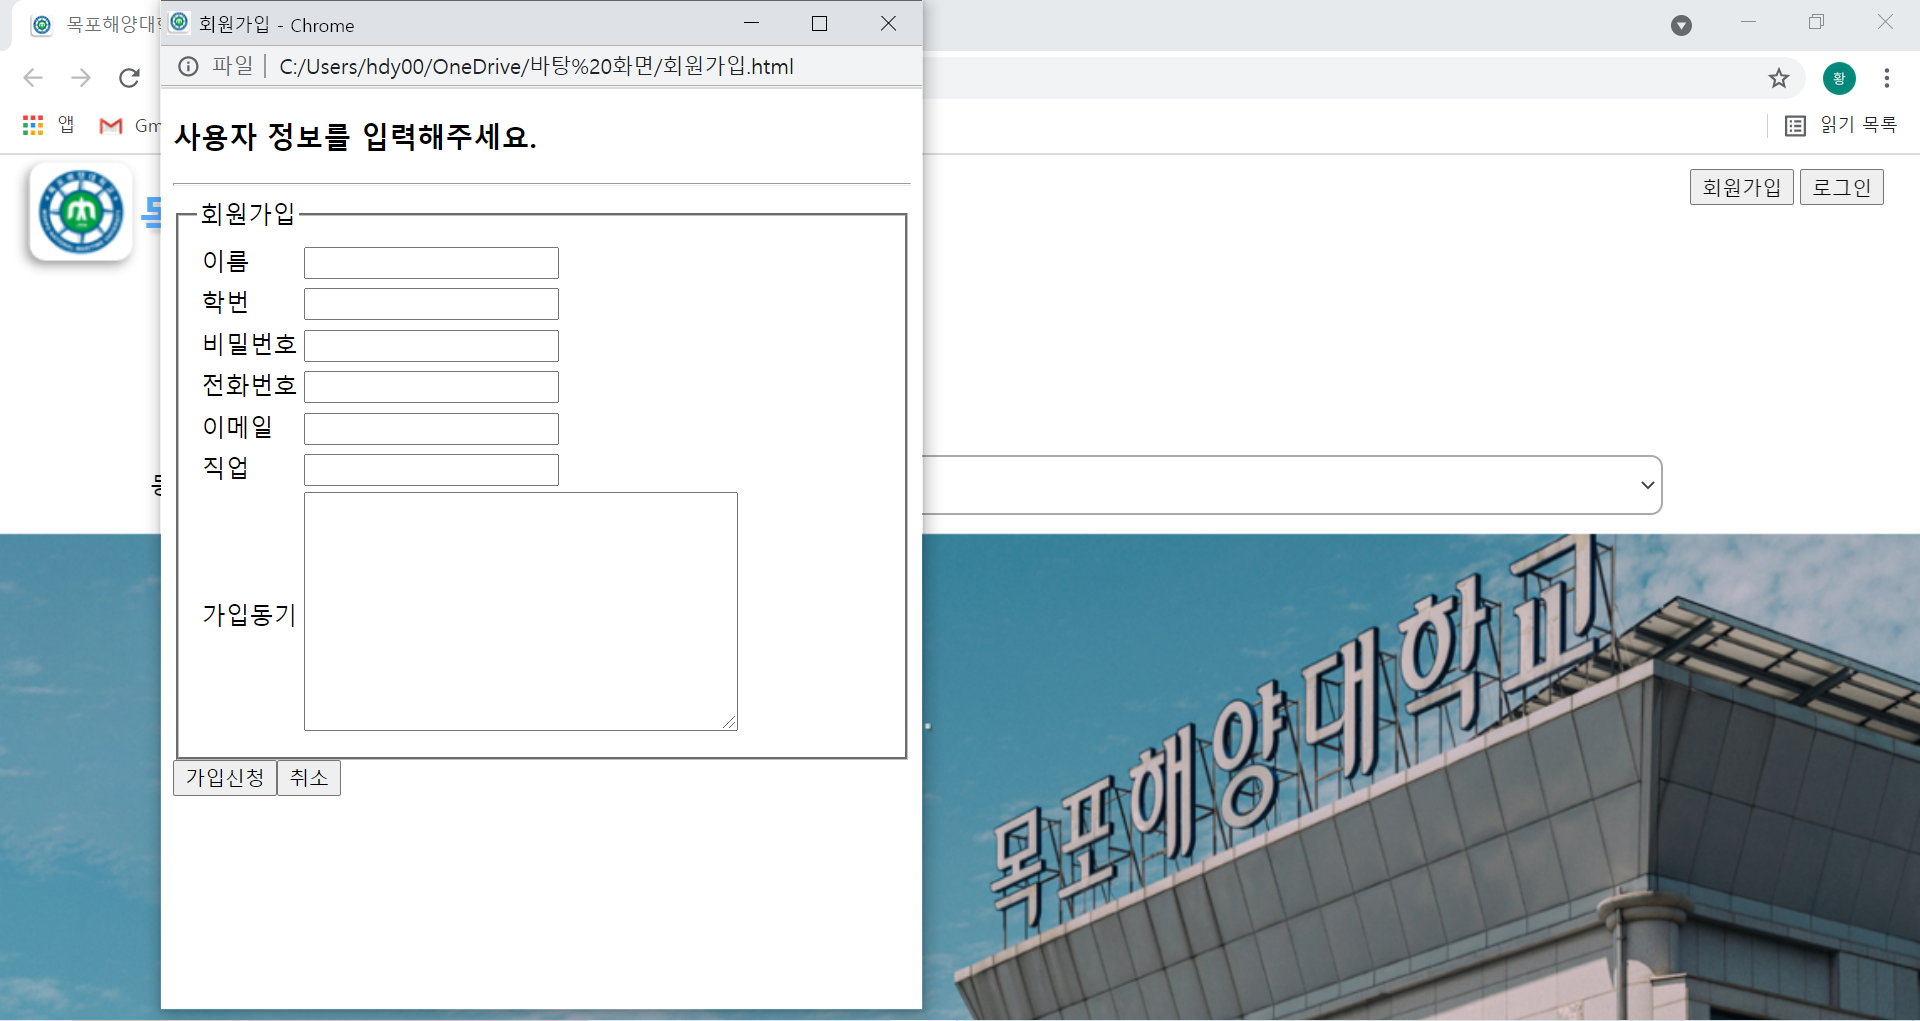 목포해양대학
회원가입 - Chrome
파일 | C:/Users/hdy00/OneDrive/바탕%20화면/회원가입.html
황
앱
Gm
읽기 목록
사용자 정보를 입력해주세요.
회원가입
로그인
회원가입
이름
학번
비밀번호
전화번호
이메일
직업
가입동기
가입신청
취소
목포해양대학교